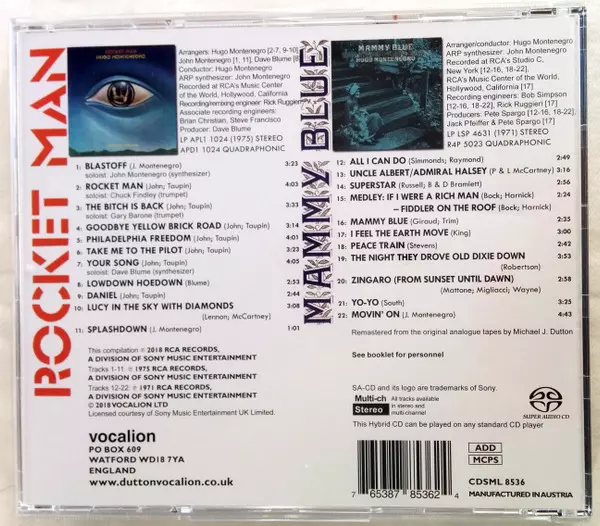 ROCKET MAN
ROCKET MAN
HUGO MONTENEGRO
Arrangers: Hugo Montenegro [2-7, 9-10]
John Montenegro [1, 11], Dave Blume [8]
Conductor: Hugo Montenegro
ARP synthesizer: John Montenegro
Recorded at RCA's Music Center
of the World, Hollywood, California
Recording/remixing engineer: Rick Ruggieri
Associate recording engineers:
Brian Christian, Steve Francisco
Producer: Dave Blume
LP APL1 1024 (1975) STEREO
APD1 1024 QUADRAPHONIC
1: BLASTOFF (J. Montenegro) 3:23
soloist: John Montenegro (synthesizer)
2: ROCKET MAN (John; Taupin) 4:03
soloist: Chuck Findley (trumpet)
3: THE BITCH IS BACK (John; Taupin) 3:22
soloist: Gary Barone (trumpet)
4: GOODBYE YELLOW BRICK ROAD (John; Taupin) 3:14
5: PHILADELPHIA FREEDOM (John; Taupin) 4:21
6: TAKE ME TO THE PILOT (John; Taupin) 3:11
7: YOUR SONG (John; Taupin) 4:05
soloist: Dave Blume (synthesizer)
8: LOWDOWN HOEDOWN (Blume) 2:53
9: DANIEL (John; Taupin) 3:31
10: LUCY IN THE SKY WITH DIAMONDS 3:08
(Lennon; McCartney)
11: SPLASHDOWN (J. Montenegro) 1:01
This compilation ℗ 2018 RCA RECORDS,
A DIVISION OF SONY MUSIC ENTERTAINMENT
Tracks 1-11: ℗ 1975 RCA RECORDS,
A DIVISION OF SONY MUSIC ENTERTAINMENT
Tracks 12-22: ℗ 1971 RCA RECORDS,
A DIVISION OF SONY MUSIC ENTERTAINMENT
© 2018 VOCALION LTD
Licensed courtesy of Sony Music Entertainment UK Limited.
vocalion
PO BOX 609
WATFORD WD18 7YA
ENGLAND
www.duttonvocalion.co.uk
MAMMY BLUE
MAMMY BLUE
HUGO MONTENEGRO
Arranger/conductor: Hugo Montenegro
ARP synthesizer: John Montenegro
Recorded at RCA's Studio C,
New York [12-16, 18-22]
RCA's Music Center of the World,
Hollywood, California [17]
Recording engineers: Bob Simpson
[12-16, 18-22], Rick Ruggieri [17]
Producers: Pete Spargo [12-16, 18-22],
Jack Pfeiffer & Pete Spargo [17]
LP LSP 4631 (1971) STEREO
R4P 5023 QUADRAPHONIC
12: ALL I CAN DO (Simmonds; Raymond) 2:49
13: UNCLE ALBERT/ADMIRAL HALSEY (P & L McCartney) 3:16
14: SUPERSTAR (Russell; B & D Bramlett)
15: MEDLEY: IF I WERE A RICH MAN (Bock; Harnick)
— FIDDLER ON THE ROOF (Bock; Harnick)
16: MAMMY BLUE (Giraud; Trim)
17: I FEEL THE EARTH MOVE (King)
18: PEACE TRAIN (Stevens)
19: THE NIGHT THEY DROVE OLD DIXIE DOWN
(Robertson)
20: ZINGARO (FROM SUNSET UNTIL DAWN) 2:58
(Mattone; Migliacci; Wayne)
21: YO-YO (South) 3:25
22: MOVIN' ON (J. Montenegro) 4:43
Remastered from the original analogue tapes by Michael J. Dutton
See booklet for personnel
SA-CD and its logo are trademarks of Sony.
Multi-ch
Stereo
All tracks available
in stereo and
multi-channel
SUPER AUDIO CD
This Hybrid CD can be played on any standard CD player
7 65387 85362 4
ADD
MCPS
CDSML 8536
MANUFACTURED IN AUSTRIA